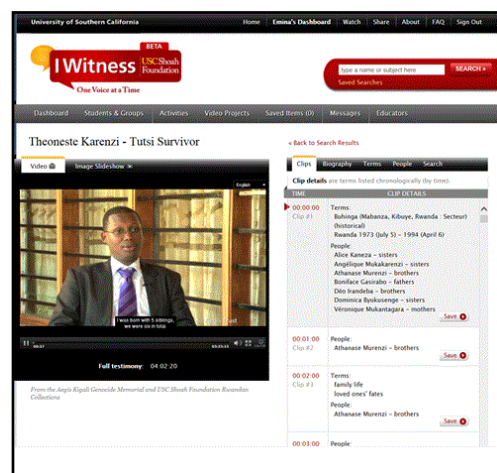 University of Southern California
Home Emina's Dashboard Watch Share About FAQ Sign Out
BETA
IWitness USC Shoah Foundation
One Voice at a Time
type a name or subject here SEARCH »
Saved Searches
Dashboard Students & Groups Activities Video Projects Saved Items (0) Messages Educators
Theoneste Karenzi - Tutsi Survivor
« Back to Search Results
Video Image Slideshow
Clips Biography Terms People Search
Clip details are terms listed chronologically (by time).
TIME CLIP DETAILS
English
00:00:00 Terms:
Clip #1 Buhinga (Mabanza, Kibuye, Rwanda : Secteur)
(historical)
Rwanda 1973 (July 5) - 1994 (April 6)
People:
Alice Kaneza - sisters
Angélique Mukakarenzi - sisters
Athanase Murenzi - brothers
Boniface Gasirabo - fathers
Déo Irandeba - brothers
Dominica Byukusenge - sisters
Véronique Mukantagara - mothers
Save
I was born with 5 siblings,
we were six in total.
00:01:00 People:
Clip #2 Athanase Murenzi - brothers
Save
Full testimony: 04:02:20
00:02:00 Terms:
Clip #3 family life
loved ones' fates
People:
Athanase Murenzi - brothers
Save
From the Aegis Kigali Genocide Memorial and USC Shoah Foundation Rwandan
Collections
00:03:00 People: